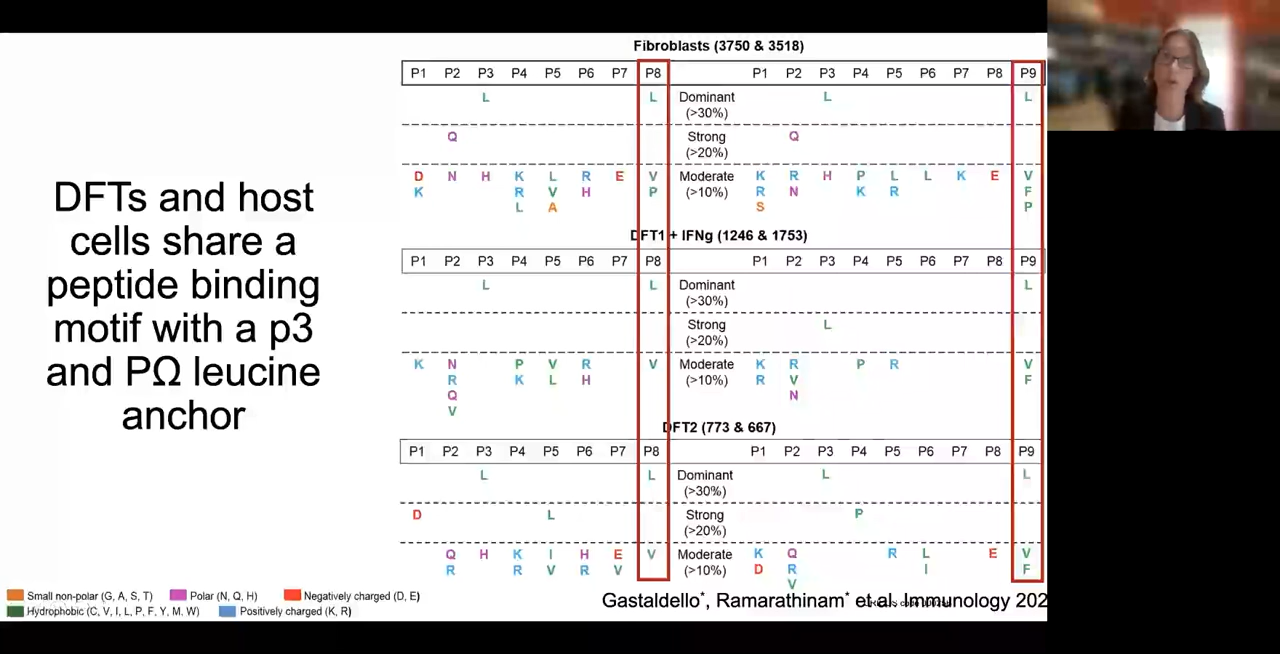 DFTs and host
cells share a
peptide binding
motif with a p3
and PΩ leucine
anchor
Fibroblasts (3750 & 3518)
P1 P2 P3 P4 P5 P6 P7 P8 P1 P2 P3 P4 P5 P6 P7 P8 P9
L L Dominant L L
(>30%)
Q Strong Q
(>20%)
D N H K L R E V Moderate K R H P L L K E V
K R V H P (>10%) R N K R F
L A S P
DFT1 + IFNg (1246 & 1753)
P1 P2 P3 P4 P5 P6 P7 P8 P1 P2 P3 P4 P5 P6 P7 P8 P9
L L Dominant L
(>30%)
Strong L
(>20%)
K N P V R V Moderate K R P R V
R K L H (>10%) R V F
Q N
V
DFT2 (773 & 667)
P1 P2 P3 P4 P5 P6 P7 P8 P1 P2 P3 P4 P5 P6 P7 P8 P9
L L Dominant L L
(>30%)
D L Strong P
(>20%)
Q H K I H E V Moderate K Q R L E V
R R V R V (>10%) D R I F
V
Small non-polar (G, A, S, T) Polar (N, Q, H) Negatively charged (D, E)
Hydrophobic (C, V, I, L, P, F, Y, M, W) Positively charged (K, R)
Gastaldello*, Ramarathinam* et al. Immunology 202